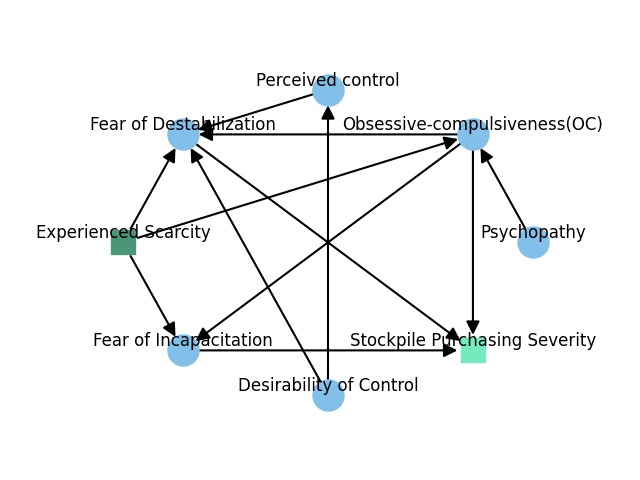 Perceived control
Fear of Destabilization
Obsessive-compulsiveness(OC)
Experienced Scarcity
Psychopathy
Fear of Incapacitation
Stockpile Purchasing Severity
Desirability of Control